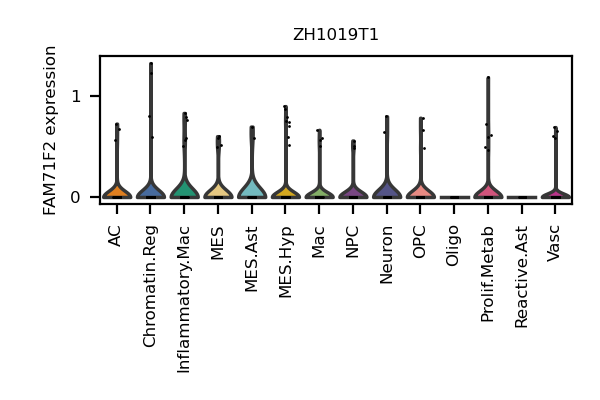 ZH1019T1
FAM71F2 expression
1
0
AC
Chromatin.Reg
Inflammatory.Mac
MES
MES.Ast
MES.Hyp
Mac
NPC
Neuron
OPC
Oligo
Prolif.Metab
Reactive.Ast
Vasc